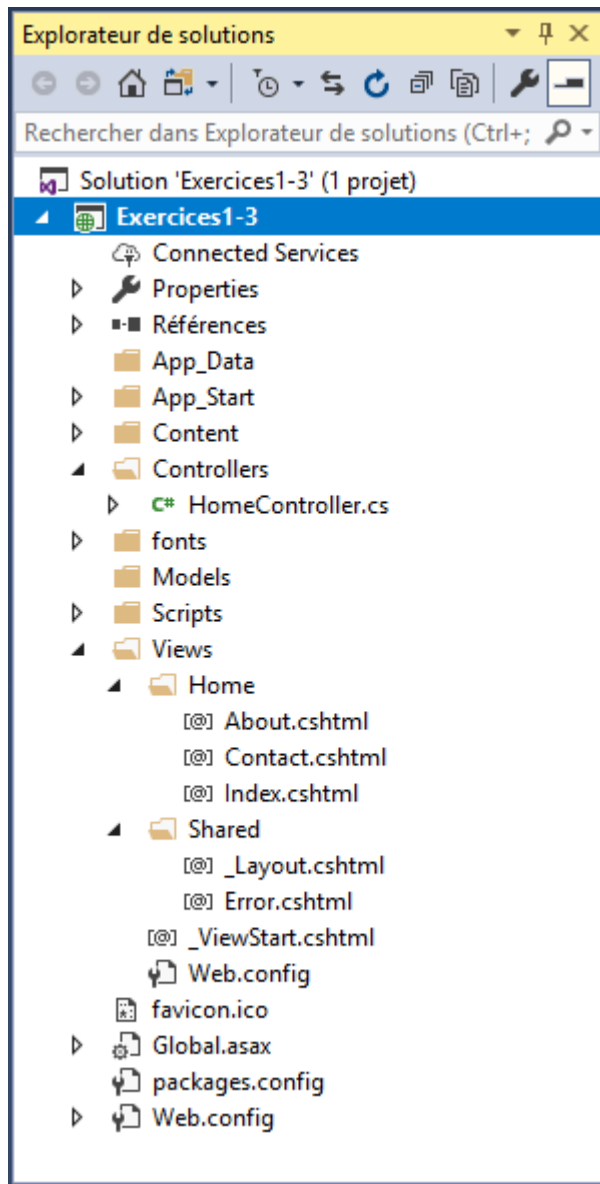 Explorateur de solutions
Rechercher dans Explorateur de solutions (Ctrl+;
Solution 'Exercices1-3' (1 projet)
Exercices1-3
Connected Services
Properties
Références
App_Data
App_Start
Content
Controllers
C# HomeController.cs
fonts
Models
Scripts
Views
Home
[@] About.cshtml
[@] Contact.cshtml
[@] Index.cshtml
Shared
[@] _Layout.cshtml
[@] Error.cshtml
[@] _ViewStart.cshtml
Web.config
favicon.ico
Global.asax
packages.config
Web.config